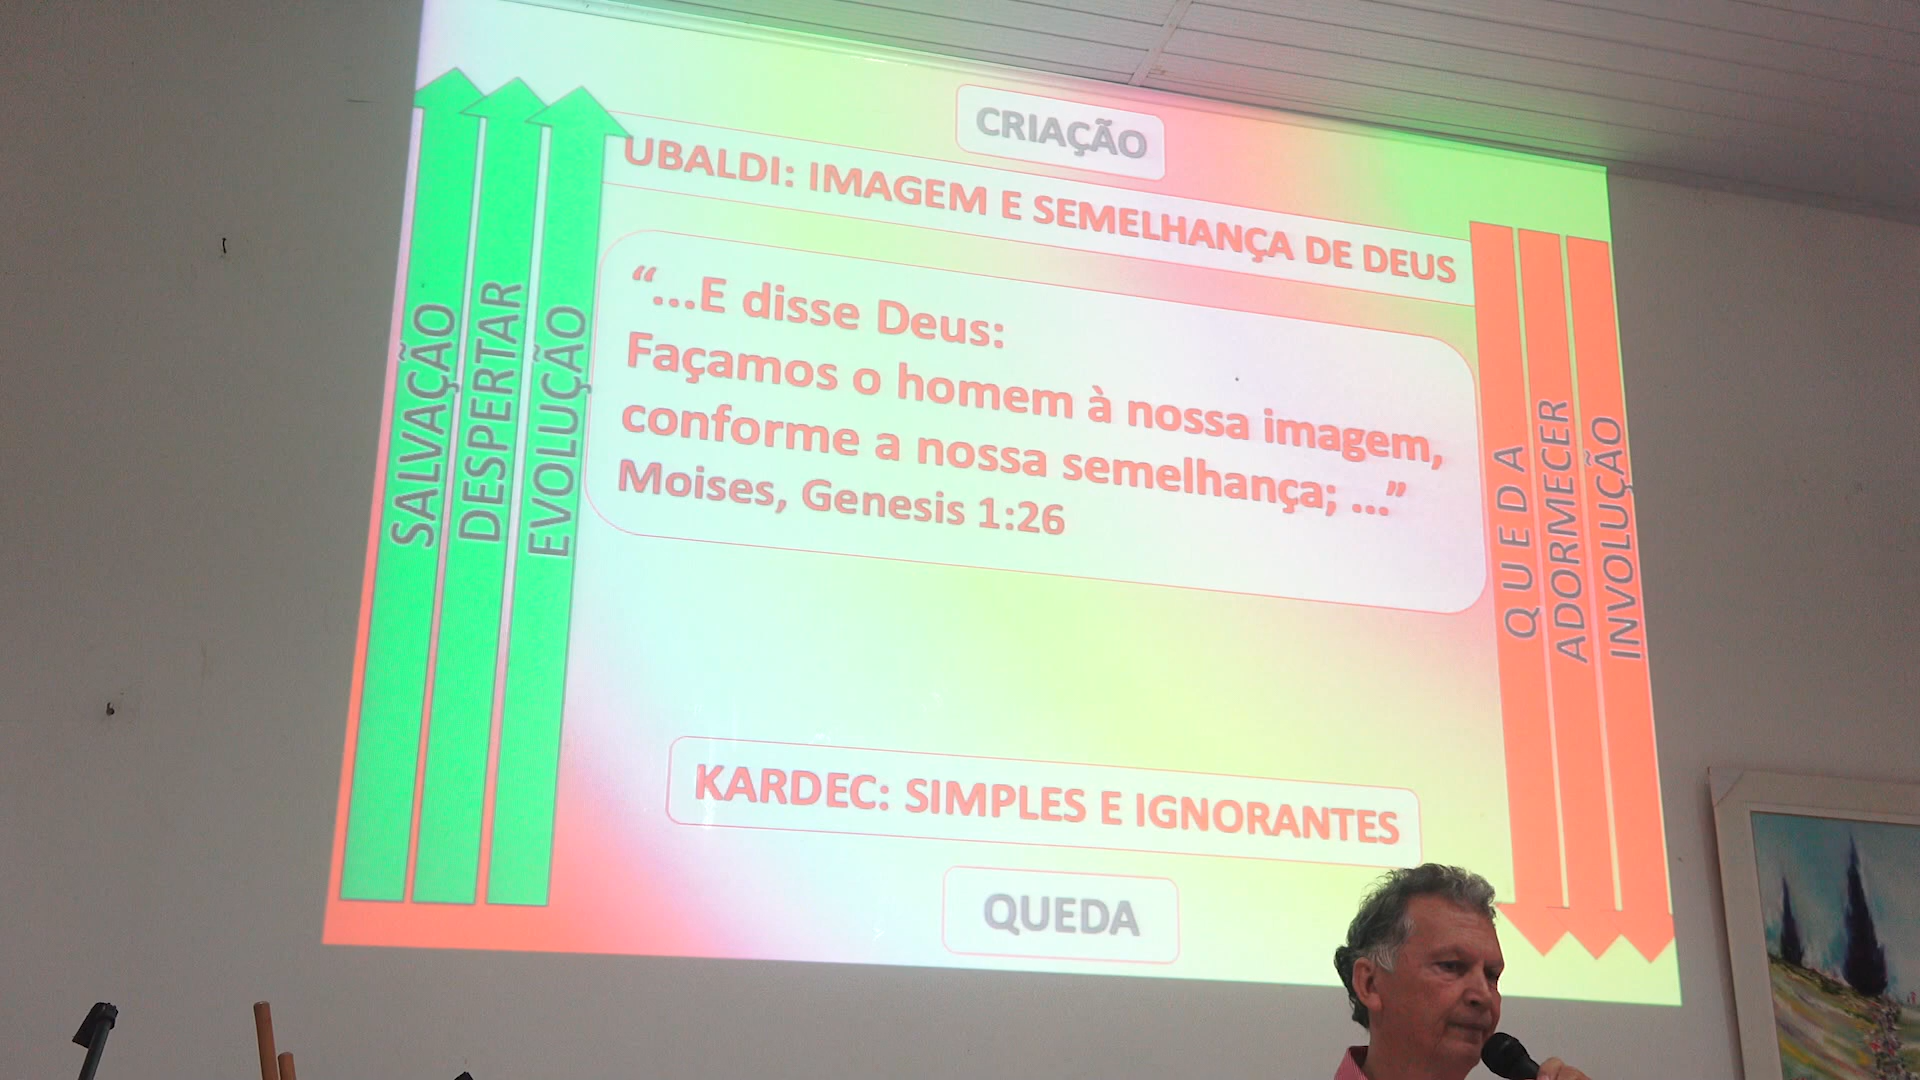 CRIAÇÃO
UBALDI: IMAGEM E SEMELHANÇA DE DEUS
“...E disse Deus:
Façamos o homem à nossa imagem,
conforme a nossa semelhança; ...”
Moises, Genesis 1:26
KARDEC: SIMPLES E IGNORANTES
QUEDA
SALVAÇÃO
DESPERTAR
EVOLUÇÃO
QUEDA
ADORMECER
INVOLUÇÃO